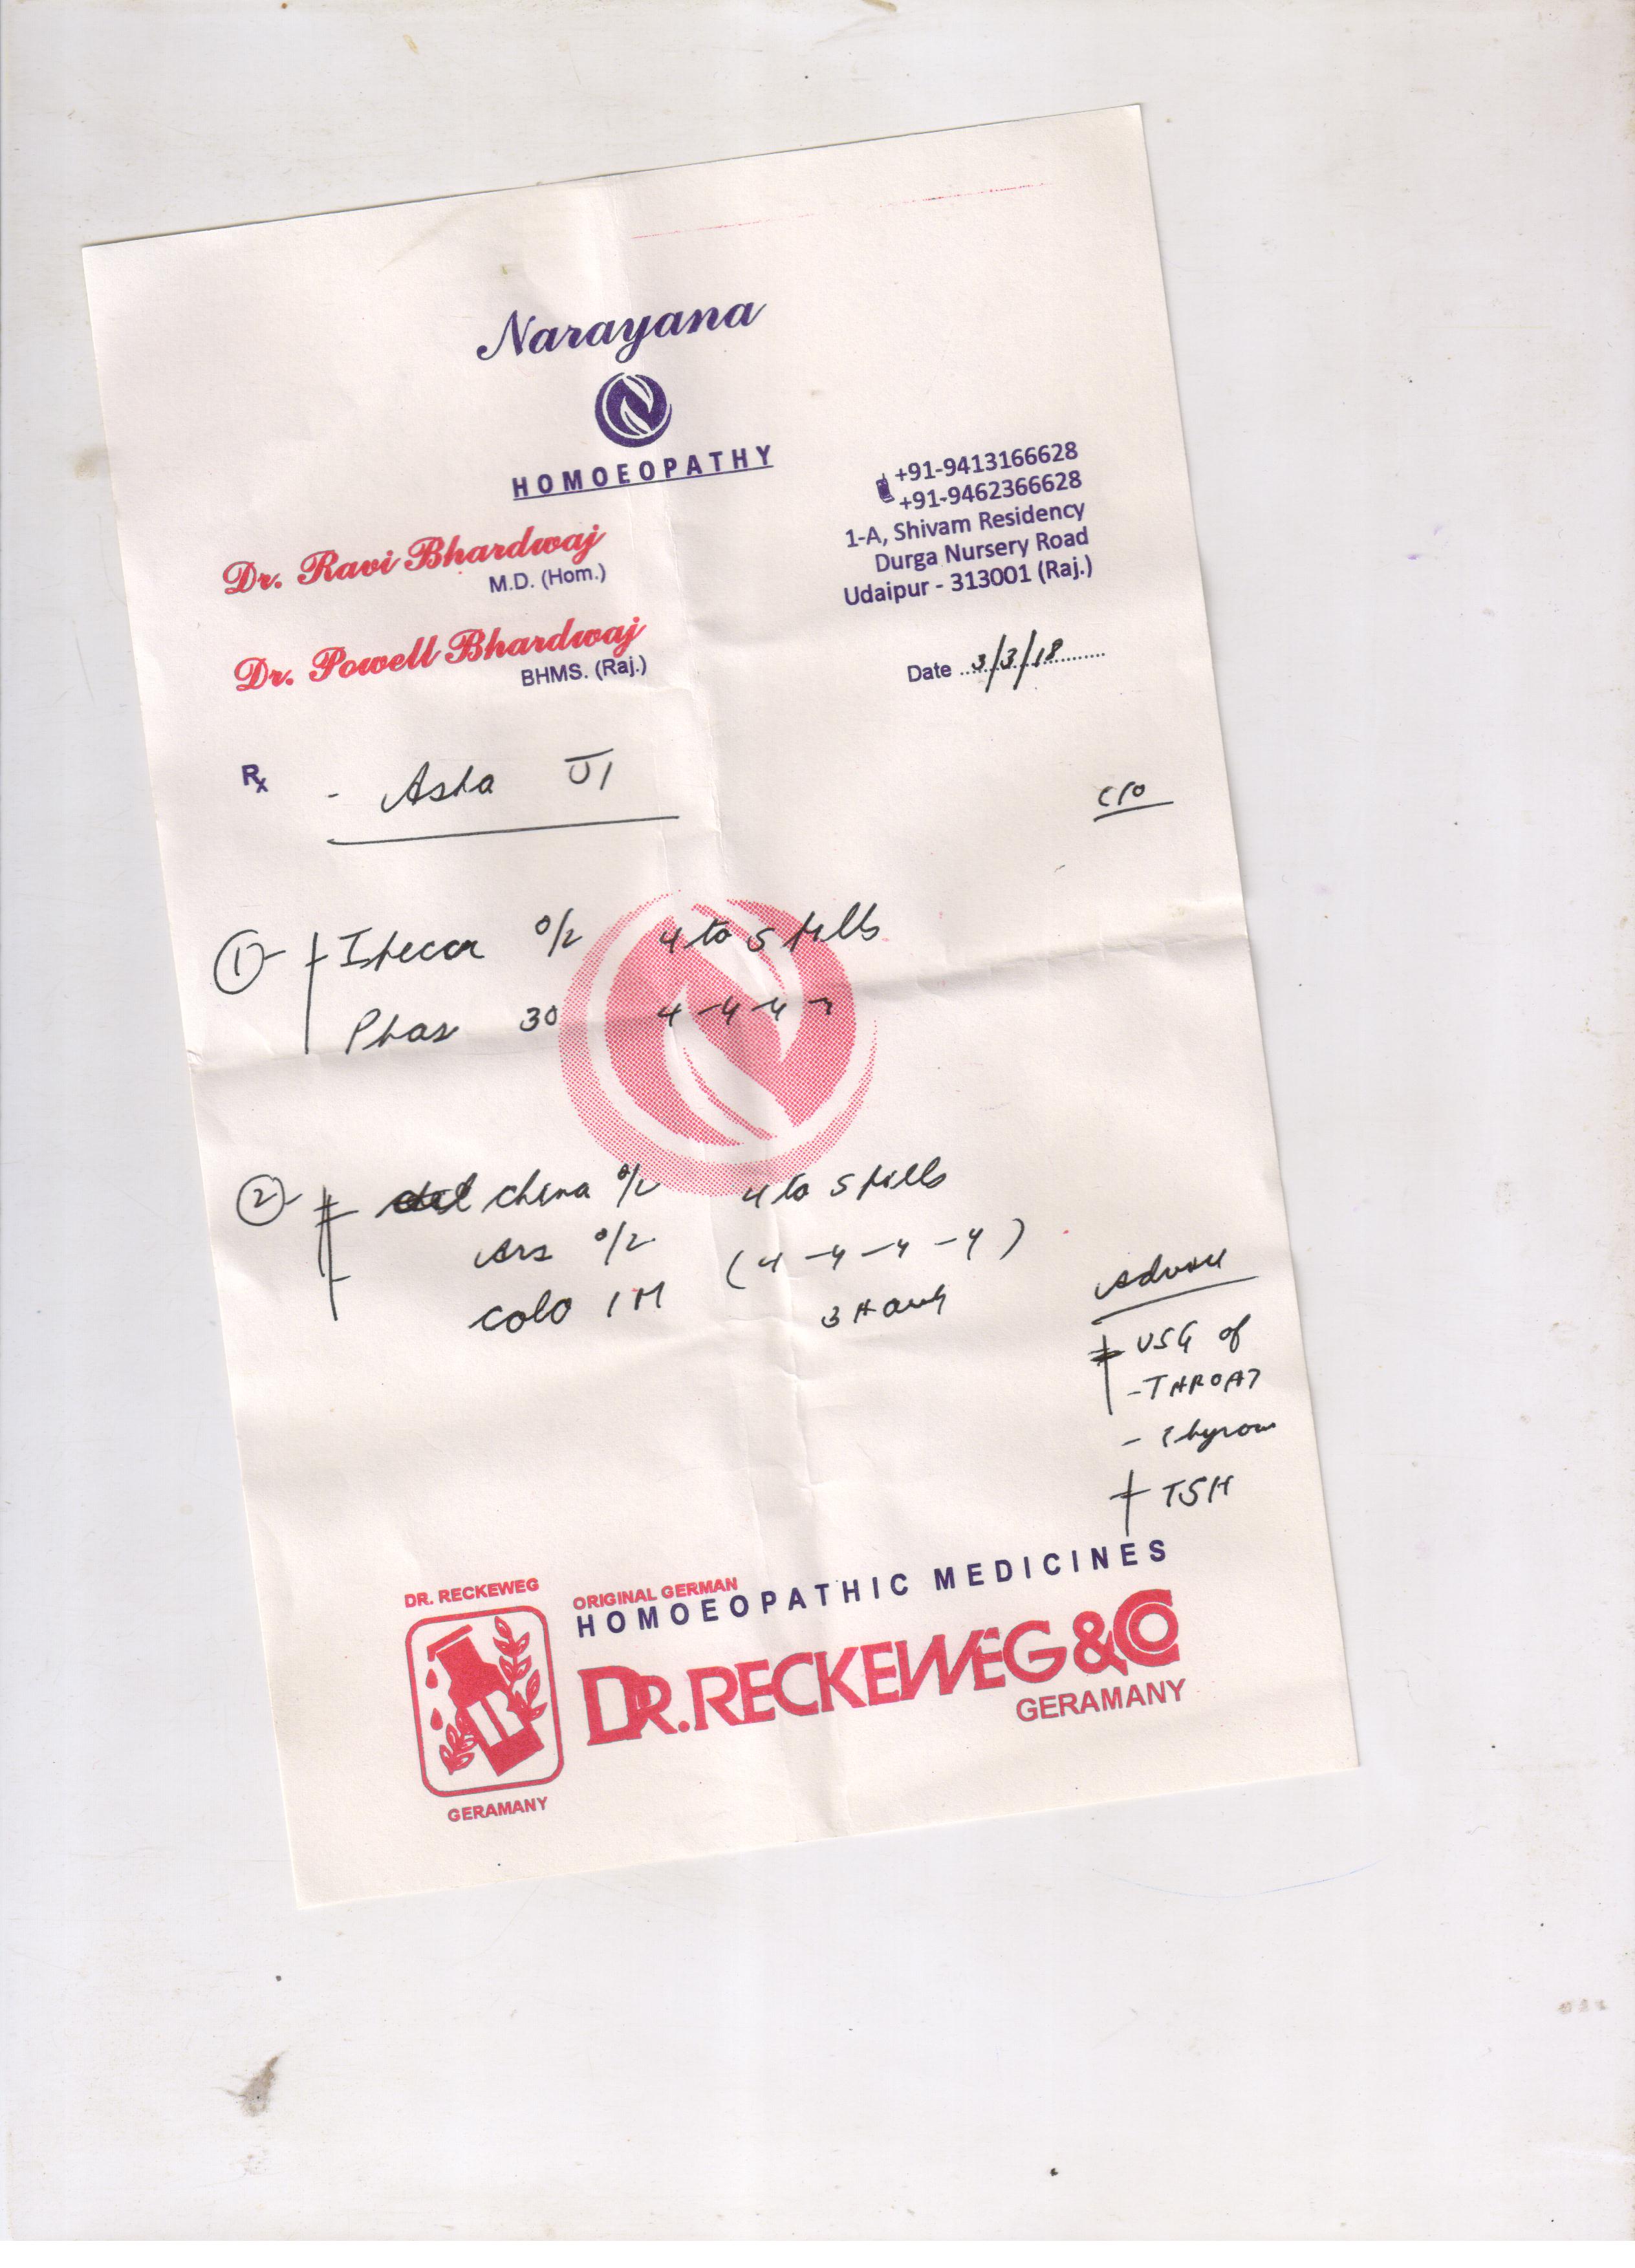 Narayana
HOMOEOPATHY
+91-9413166628
+91-9462366628
1-A, Shivam Residency
Durga Nursery Road
Udaipur - 313001 (Raj.)
Dr. Ravi Bhardwaj
M.D. (Hom.)
Dr. Powell Bhardwaj
BHMS. (Raj.)
Date 3/3/18
Rx - Asha
c/o
① Ipecac 0/2 4 to 5 pills
Phos 30 4-4-4
② china 0/2 4 to 5 pills
Ars 0/2 (4-4-4-4)
colo 1M 3 Hourly
Advise
USG of
- THROAT
- Thyroid
TSH
DR. RECKEWEG
GERAMANY
ORIGINAL GERMAN
HOMOEOPATHIC MEDICINES
DR.RECKEWEG & CO
GERAMANY